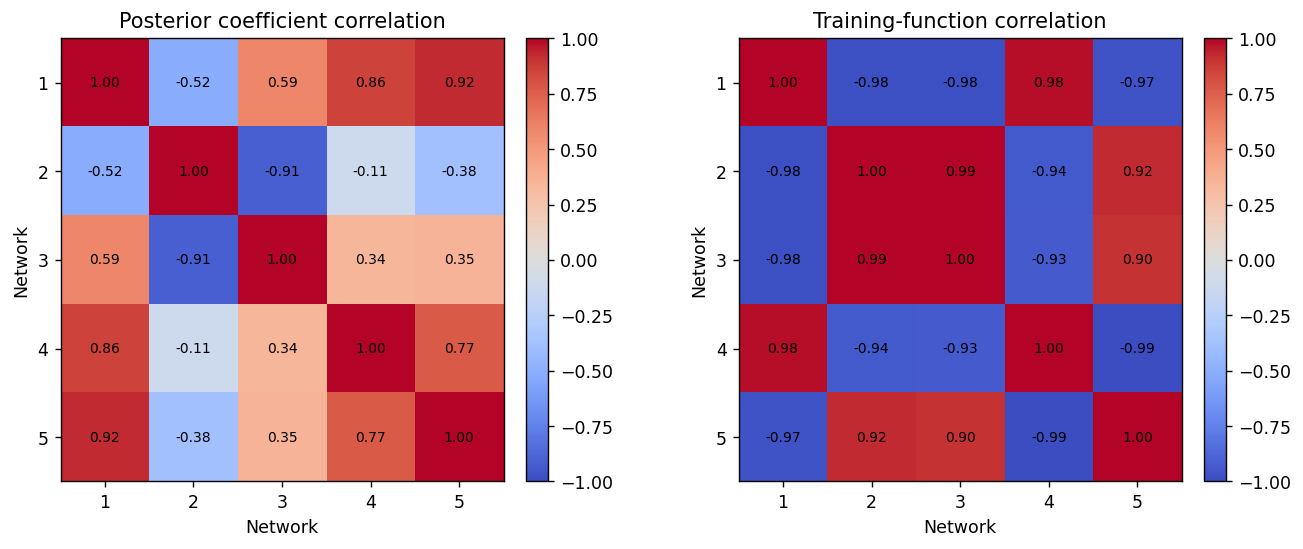 Posterior coefficient correlation
1 1.00 -0.52 0.59 0.86 0.92
2 -0.52 1.00 -0.91 -0.11 -0.38
3 0.59 -0.91 1.00 0.34 0.35
4 0.86 -0.11 0.34 1.00 0.77
5 0.92 -0.38 0.35 0.77 1.00
1 2 3 4 5
Network
Network
1.00
0.75
0.50
0.25
0.00
−0.25
−0.50
−0.75
−1.00
Training-function correlation
1 1.00 -0.98 -0.98 0.98 -0.97
2 -0.98 1.00 0.99 -0.94 0.92
3 -0.98 0.99 1.00 -0.93 0.90
4 0.98 -0.94 -0.93 1.00 -0.99
5 -0.97 0.92 0.90 -0.99 1.00
1 2 3 4 5
Network
Network
1.00
0.75
0.50
0.25
0.00
−0.25
−0.50
−0.75
−1.00